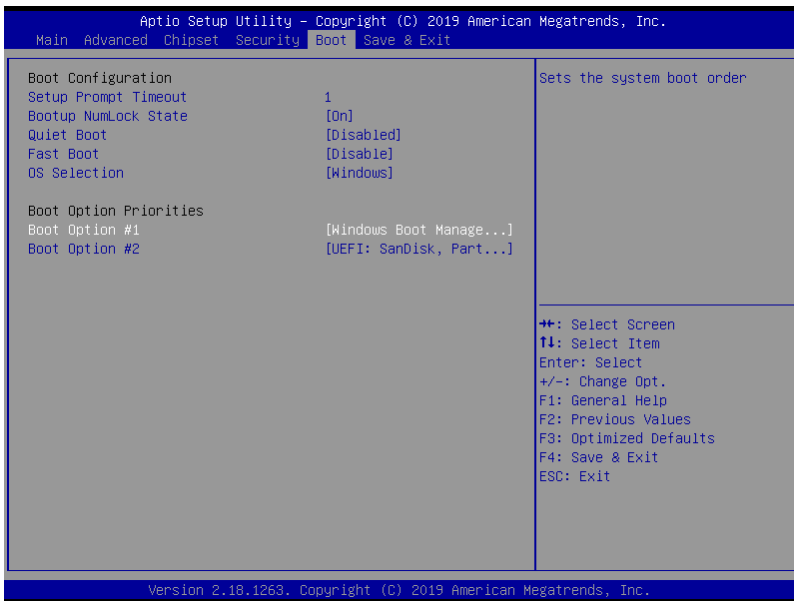 Aptio Setup Utility – Copyright (C) 2019 American Megatrends, Inc.
Main Advanced Chipset Security Boot Save & Exit
Boot Configuration
Setup Prompt Timeout 1
Bootup NumLock State [On]
Quiet Boot [Disabled]
Fast Boot [Disable]
OS Selection [Windows]
Boot Option Priorities
Boot Option #1 [Windows Boot Manage...]
Boot Option #2 [UEFI: SanDisk, Part...]
Sets the system boot order
→←: Select Screen
↑↓: Select Item
Enter: Select
+/-: Change Opt.
F1: General Help
F2: Previous Values
F3: Optimized Defaults
F4: Save & Exit
ESC: Exit
Version 2.18.1263. Copyright (C) 2019 American Megatrends, Inc.